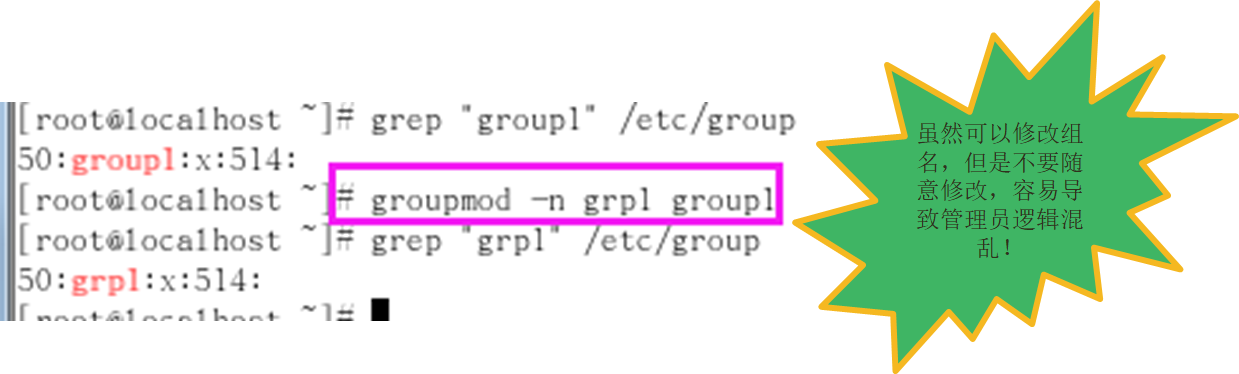 [root@localhost ~]# grep "group1" /etc/group
50:group1:x:514:
[root@localhost ~]# groupmod -n grp1 group1
[root@localhost ~]# grep "grp1" /etc/group
50:grp1:x:514:
[root@localhost ~]#
虽然可以修改组
名，但是不要随
意修改，容易导
致管理员逻辑混
乱！